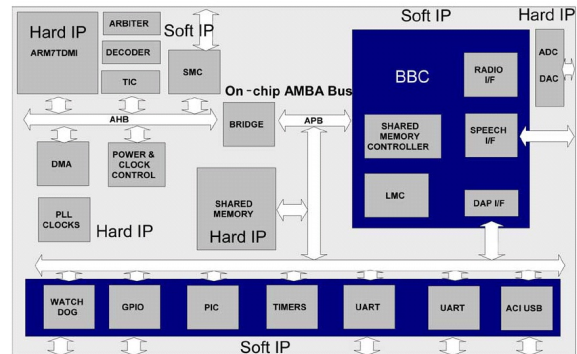 Hard IP
ARM7TDMI
ARBITER
DECODER
TIC
Soft IP
SMC
Soft IP
BBC
RADIO
I/F
Hard IP
ADC
DAC
On -chip AMBA Bus
AHB
BRIDGE
APB
SHARED
MEMORY
CONTROLLER
SPEECH
I/F
DMA
POWER &
CLOCK
CONTROL
SHARED
MEMORY
Hard IP
LMC
DAP I/F
PLL
CLOCKS
Hard IP
WATCH
DOG
GPIO
PIC
TIMERS
UART
UART
ACI USB
Soft IP